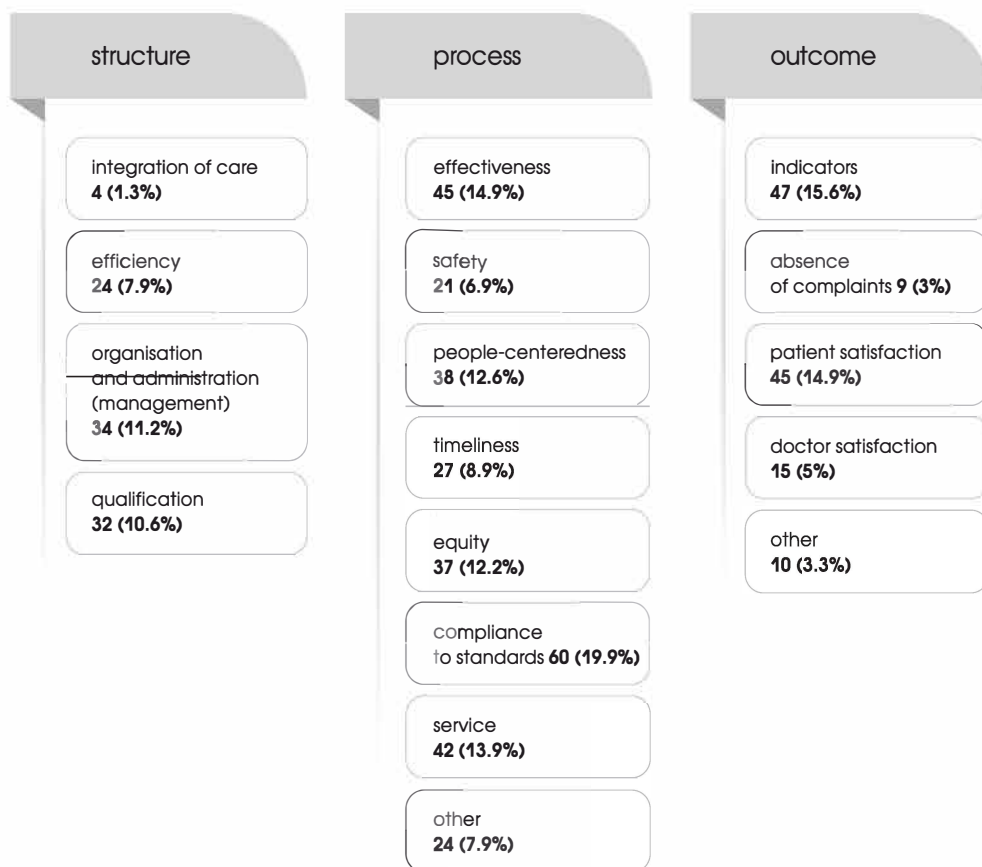 structure
integration of care
4 (1.3%)
efficiency
24 (7.9%)
organisation
and administration
(management)
34 (11.2%)
qualification
32 (10.6%)
process
effectiveness
45 (14.9%)
safety
21 (6.9%)
people-centeredness
38 (12.6%)
timeliness
27 (8.9%)
equity
37 (12.2%)
compliance
to standards 60 (19.9%)
service
42 (13.9%)
other
24 (7.9%)
outcome
indicators
47 (15.6%)
absence
of complaints 9 (3%)
patient satisfaction
45 (14.9%)
doctor satisfaction
15 (5%)
other
10 (3.3%)